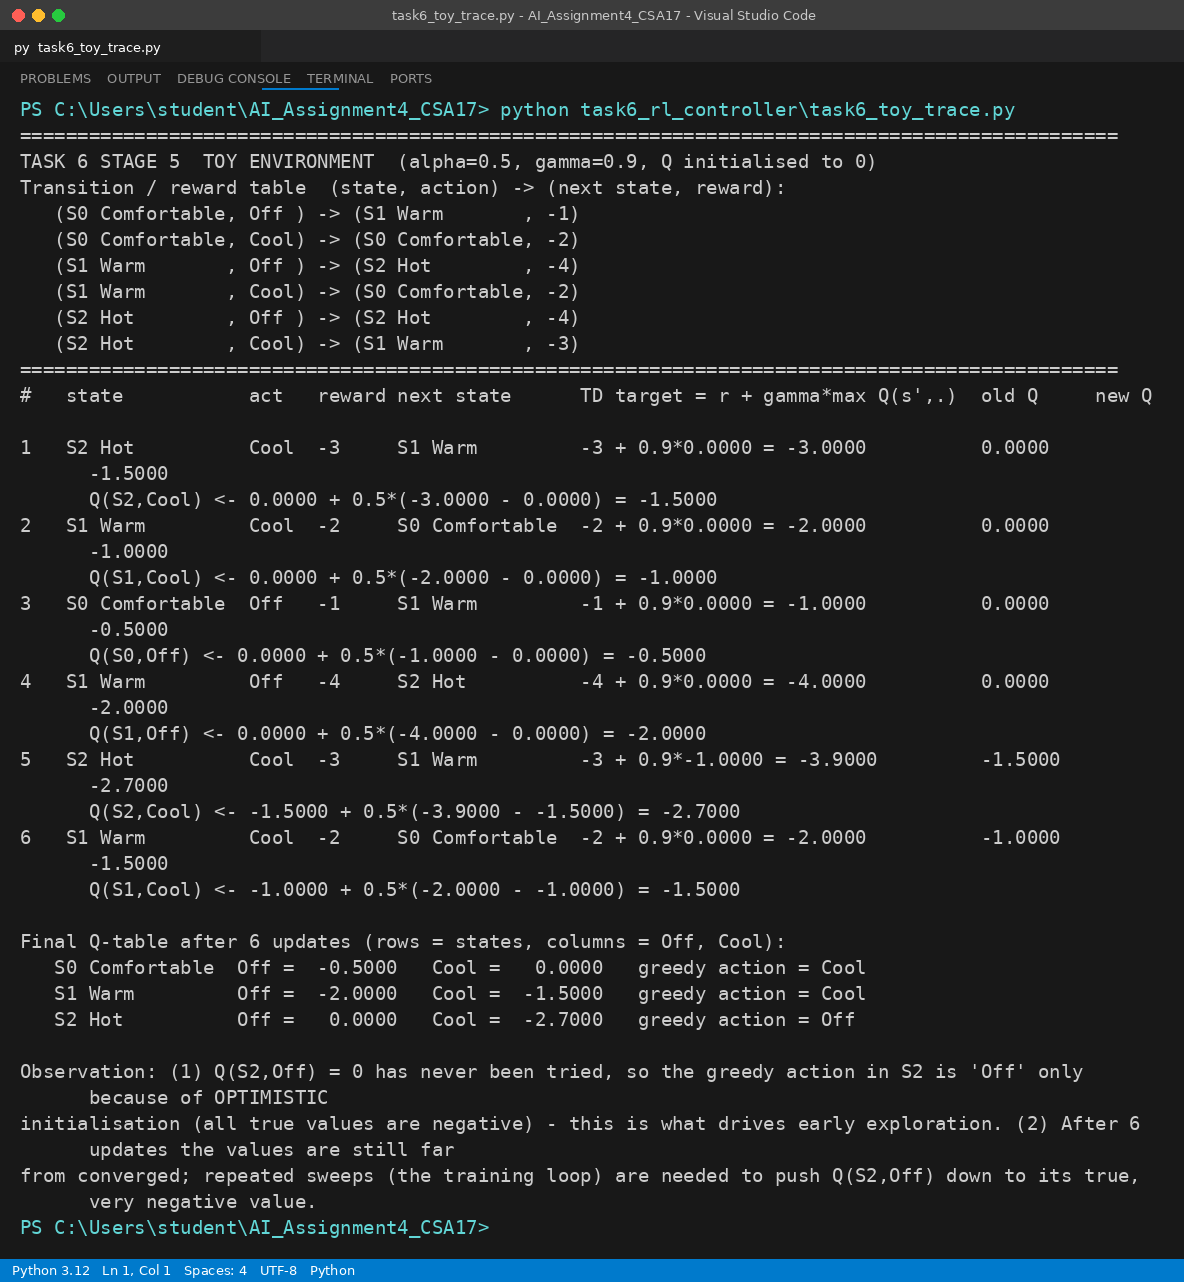 task6_toy_trace.py - AI_Assignment4_CSA17 - Visual Studio Code
py  task6_toy_trace.py
PROBLEMS    OUTPUT    DEBUG CONSOLE    TERMINAL    PORTS
PS C:\Users\student\AI_Assignment4_CSA17> python task6_rl_controller\task6_toy_trace.py
================================================================================================
TASK 6 STAGE 5  TOY ENVIRONMENT  (alpha=0.5, gamma=0.9, Q initialised to 0)
Transition / reward table  (state, action) -> (next state, reward):
   (S0 Comfortable, Off ) -> (S1 Warm       , -1)
   (S0 Comfortable, Cool) -> (S0 Comfortable, -2)
   (S1 Warm       , Off ) -> (S2 Hot        , -4)
   (S1 Warm       , Cool) -> (S0 Comfortable, -2)
   (S2 Hot        , Off ) -> (S2 Hot        , -4)
   (S2 Hot        , Cool) -> (S1 Warm       , -3)
================================================================================================
#   state           act   reward next state      TD target = r + gamma*max Q(s',.)  old Q     new Q
1   S2 Hot          Cool  -3     S1 Warm         -3 + 0.9*0.0000 = -3.0000          0.0000
      -1.5000
      Q(S2,Cool) <- 0.0000 + 0.5*(-3.0000 - 0.0000) = -1.5000
2   S1 Warm         Cool  -2     S0 Comfortable  -2 + 0.9*0.0000 = -2.0000          0.0000
      -1.0000
      Q(S1,Cool) <- 0.0000 + 0.5*(-2.0000 - 0.0000) = -1.0000
3   S0 Comfortable  Off   -1     S1 Warm         -1 + 0.9*0.0000 = -1.0000          0.0000
      -0.5000
      Q(S0,Off) <- 0.0000 + 0.5*(-1.0000 - 0.0000) = -0.5000
4   S1 Warm         Off   -4     S2 Hot          -4 + 0.9*0.0000 = -4.0000          0.0000
      -2.0000
      Q(S1,Off) <- 0.0000 + 0.5*(-4.0000 - 0.0000) = -2.0000
5   S2 Hot          Cool  -3     S1 Warm         -3 + 0.9*-1.0000 = -3.9000         -1.5000
      -2.7000
      Q(S2,Cool) <- -1.5000 + 0.5*(-3.9000 - -1.5000) = -2.7000
6   S1 Warm         Cool  -2     S0 Comfortable  -2 + 0.9*0.0000 = -2.0000          -1.0000
      -1.5000
      Q(S1,Cool) <- -1.0000 + 0.5*(-2.0000 - -1.0000) = -1.5000
Final Q-table after 6 updates (rows = states, columns = Off, Cool):
   S0 Comfortable  Off =  -0.5000   Cool =   0.0000   greedy action = Cool
   S1 Warm         Off =  -2.0000   Cool =  -1.5000   greedy action = Cool
   S2 Hot          Off =   0.0000   Cool =  -2.7000   greedy action = Off
Observation: (1) Q(S2,Off) = 0 has never been tried, so the greedy action in S2 is 'Off' only
      because of OPTIMISTIC
initialisation (all true values are negative) - this is what drives early exploration. (2) After 6
      updates the values are still far
from converged; repeated sweeps (the training loop) are needed to push Q(S2,Off) down to its true,
      very negative value.
PS C:\Users\student\AI_Assignment4_CSA17>
Python 3.12   Ln 1, Col 1   Spaces: 4   UTF-8   Python